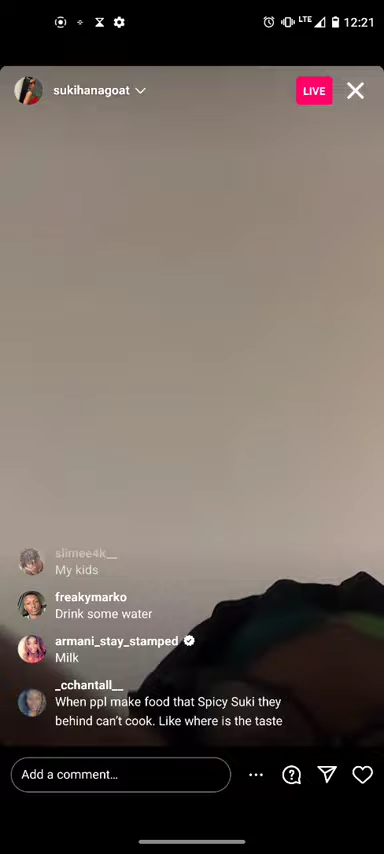 LTE 12:21
sukihanagoat
LIVE
slimee4k__
My kids
freakymarko
Drink some water
armani_stay_stamped
Milk
_cchantall__
When ppl make food that Spicy Suki they
behind can't cook. Like where is the taste
Add a comment...